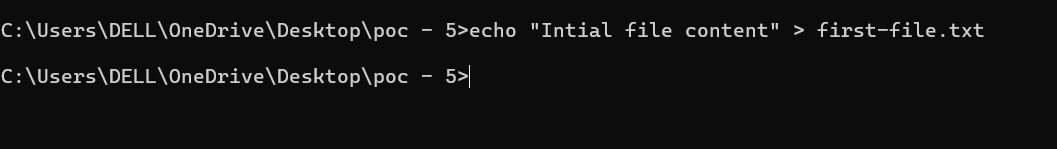 C:\Users\DELL\OneDrive\Desktop\poc - 5>echo "Intial file content" > first-file.txt
C:\Users\DELL\OneDrive\Desktop\poc - 5>